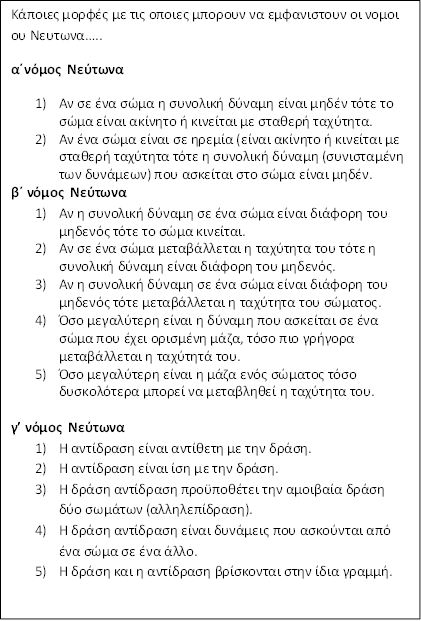 Κάποιες μορφές με τις οποιες μπορουν να εμφανιστουν οι νομοι
ου Νευτωνα.....
α΄νόμος Νεύτωνα
1) Αν σε ένα σώμα η συνολική δύναμη είναι μηδέν τότε το
σώμα είναι ακίνητο ή κινείται με σταθερή ταχύτητα.
2) Αν ένα σώμα είναι σε ηρεμία (είναι ακίνητο ή κινείται με
σταθερή ταχύτητα τότε η συνολική δύναμη (συνισταμένη
των δυνάμεων) που ασκείται στο σώμα είναι μηδέν.
β΄ νόμος Νεύτωνα
1) Αν η συνολική δύναμη σε ένα σώμα είναι διάφορη του
μηδενός τότε το σώμα κινείται.
2) Αν σε ένα σώμα μεταβάλλεται η ταχύτητα του τότε η
συνολική δύναμη είναι διάφορη του μηδενός.
3) Αν η συνολική δύναμη σε ένα σώμα είναι διάφορη του
μηδενός τότε μεταβάλλεται η ταχύτητα του σώματος.
4) Όσο μεγαλύτερη είναι η δύναμη που ασκείται σε ένα
σώμα που έχει ορισμένη μάζα, τόσο πιο γρήγορα
μεταβάλλεται η ταχύτητά του.
5) Όσο μεγαλύτερη είναι η μάζα ενός σώματος τόσο
δυσκολότερα μπορεί να μεταβληθεί η ταχύτητα του.
γ’ νόμος Νεύτωνα
1) Η αντίδραση είναι αντίθετη με την δράση.
2) Η αντίδραση είναι ίση με την δράση.
3) Η δράση αντίδραση προϋποθέτει την αμοιβαία δράση
δύο σωμάτων (αλληλεπίδραση).
4) Η δράση αντίδραση είναι δυνάμεις που ασκούνται από
ένα σώμα σε ένα άλλο.
5) Η δράση και η αντίδραση βρίσκονται στην ίδια γραμμή.